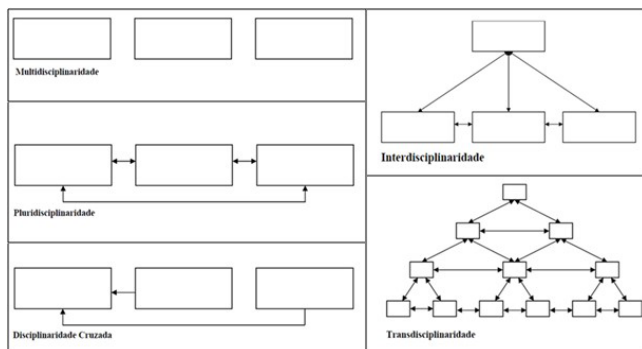 Multidisciplinaridade
Pluridisciplinaridade
Disciplinaridade Cruzada
Interdisciplinaridade
Transdisciplinaridade